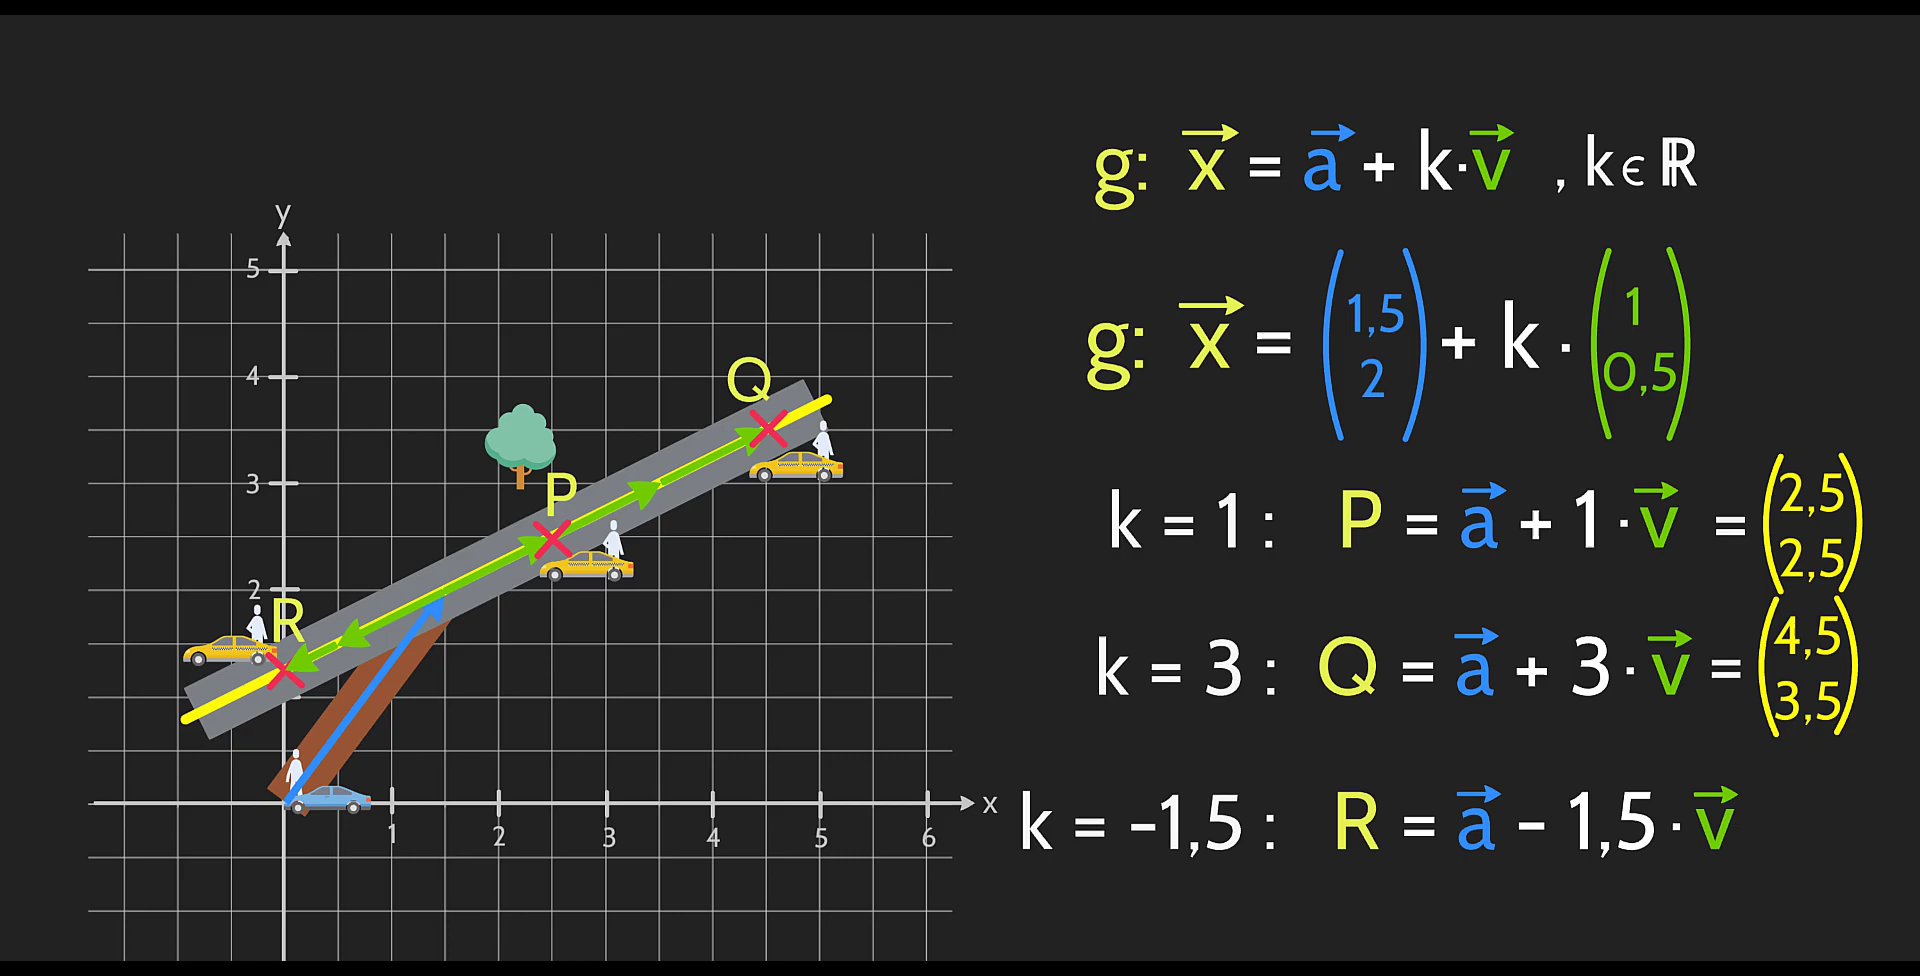 g: x⃗ = a⃗ + k·v⃗ , k ∈ ℝ
g: x⃗ = (1,5 2) + k · (1 0,5)
k = 1 : P = a⃗ + 1·v⃗ = (2,5 2,5)
k = 3 : Q = a⃗ + 3·v⃗ = (4,5 3,5)
k = -1,5 : R = a⃗ - 1,5·v⃗
y
5
4
3
2
Q
P
R
x
1 2 3 4 5 6